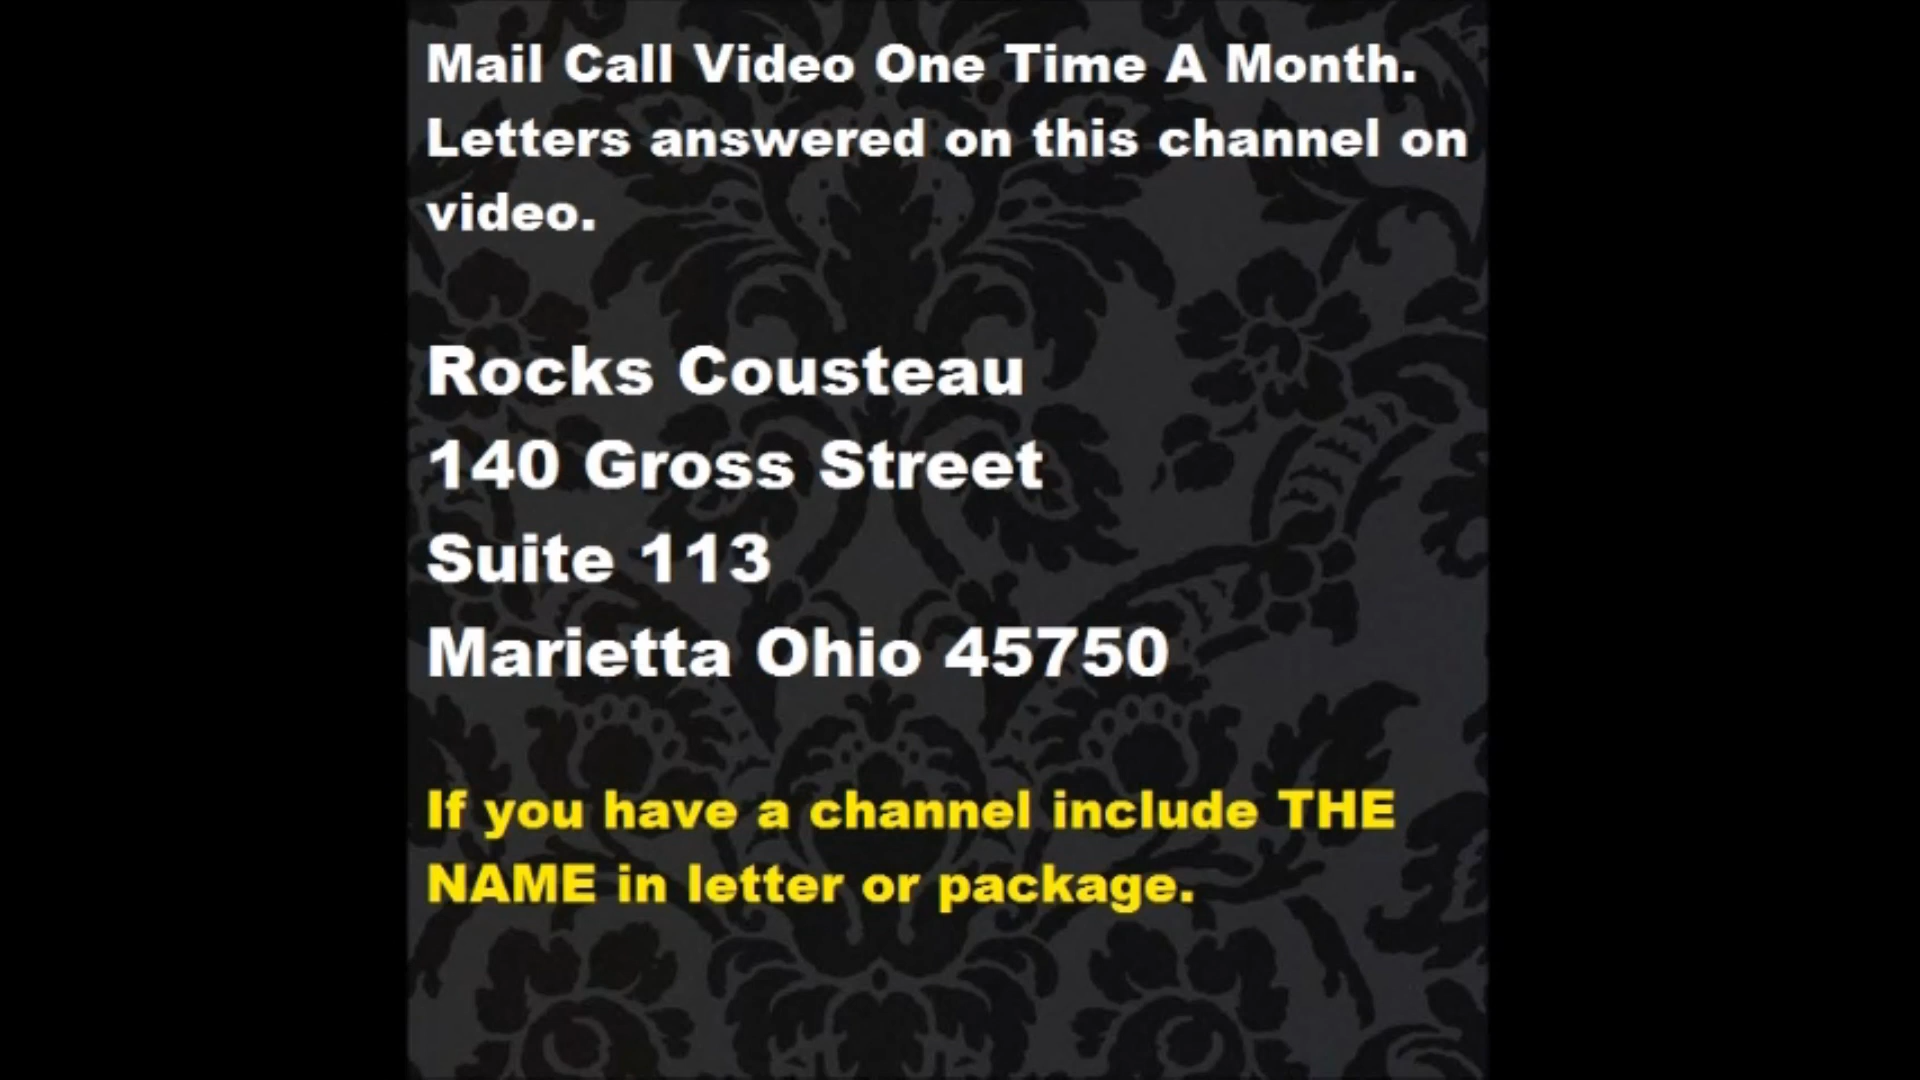 Mail Call Video One Time A Month.
Letters answered on this channel on
video.
Rocks Cousteau
140 Gross Street
Suite 113
Marietta Ohio 45750
If you have a channel include THE
NAME in letter or package.